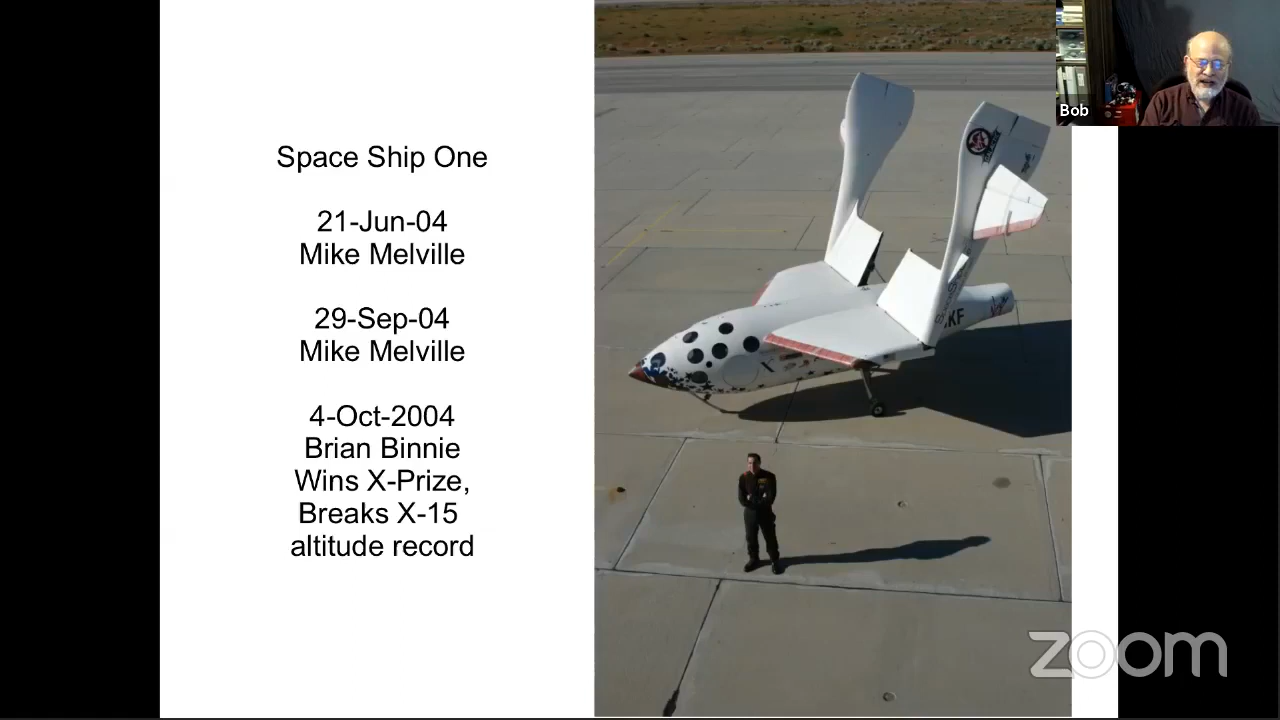 Space Ship One
21-Jun-04
Mike Melville
29-Sep-04
Mike Melville
4-Oct-2004
Brian Binnie
Wins X-Prize,
Breaks X-15
altitude record
KF
Bob
zoom